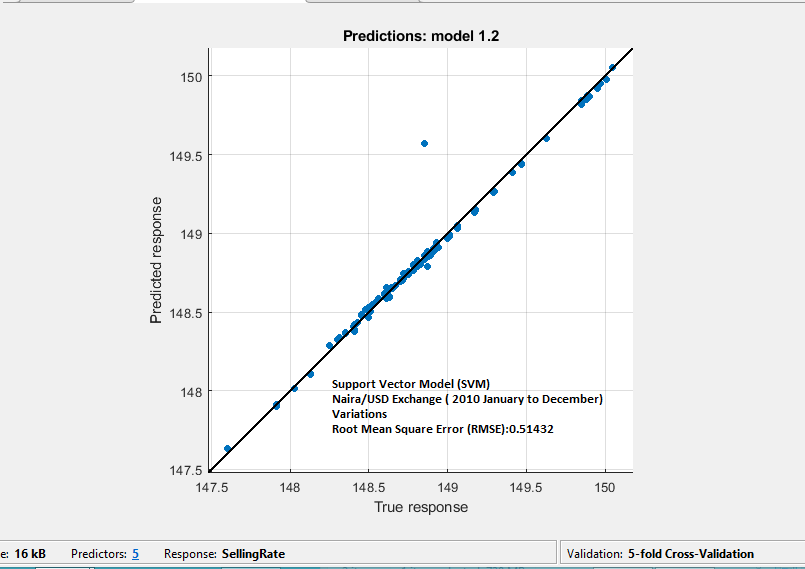 Predictions: model 1.2
150
149.5
149
148.5
148
147.5
Predicted response
Support Vector Model (SVM)
Naira/USD Exchange ( 2010 January to December)
Variations
Root Mean Square Error (RMSE):0.51432
147.5 148 148.5 149 149.5 150
True response
e: 16 kB Predictors: 5 Response: SellingRate Validation: 5-fold Cross-Validation